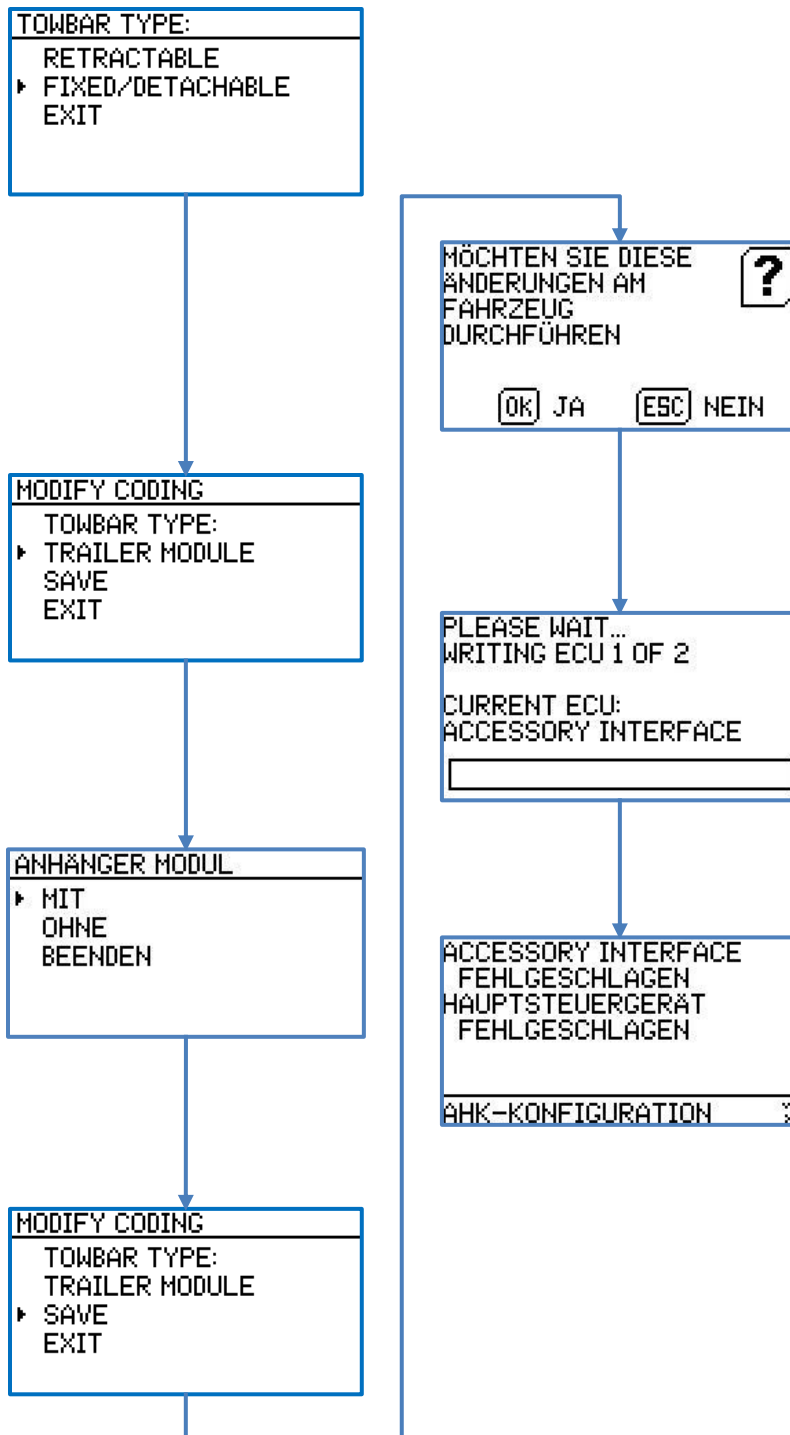 TOWBAR TYPE:
RETRACTABLE
FIXED/DETACHABLE
EXIT
MODIFY CODING
TOWBAR TYPE:
TRAILER MODULE
SAVE
EXIT
ANHÄNGER MODUL
MIT
OHNE
BEENDEN
MODIFY CODING
TOWBAR TYPE:
TRAILER MODULE
SAVE
EXIT
MÖCHTEN SIE DIESE
ÄNDERUNGEN AM
FAHRZEUG
DURCHFÜHREN
?
OK JA ESC NEIN
PLEASE WAIT...
WRITING ECU 1 OF 2
CURRENT ECU:
ACCESSORY INTERFACE
ACCESSORY INTERFACE
FEHLGESCHLAGEN
HAUPTSTEUERGERÄT
FEHLGESCHLAGEN
AHK-KONFIGURATION